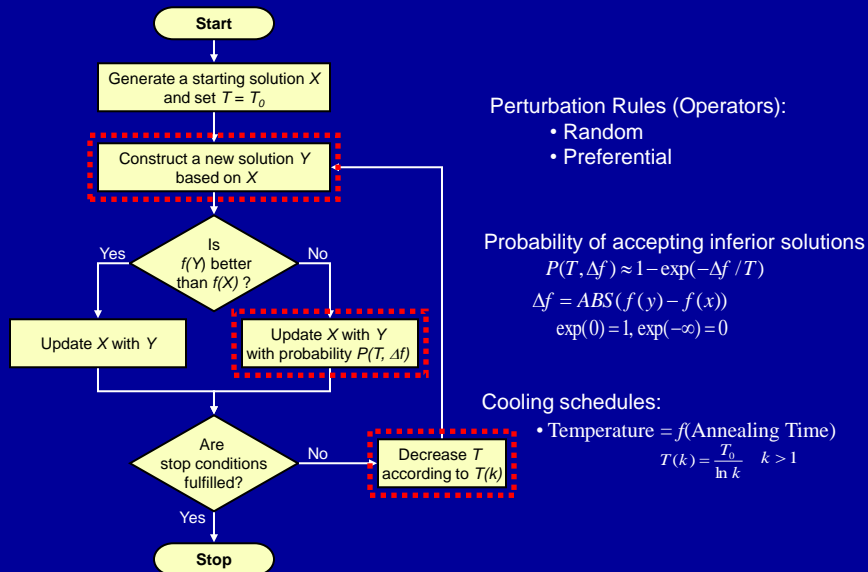 Start
Generate a starting solution X
and set T = T₀
Construct a new solution Y
based on X
Is
f(Y) better
than f(X) ?
Yes
No
Update X with Y
Update X with Y
with probability P(T, Δf)
Are
stop conditions
fulfilled?
No
Decrease T
according to T(k)
Yes
Stop
Perturbation Rules (Operators):
• Random
• Preferential
Probability of accepting inferior solutions
P(T, Δf) ≈ 1 − exp(−Δf / T)
Δf = ABS(f(y) − f(x))
exp(0) = 1, exp(−∞) = 0
Cooling schedules:
• Temperature = f(Annealing Time)
T(k) = T₀ / ln k   k > 1